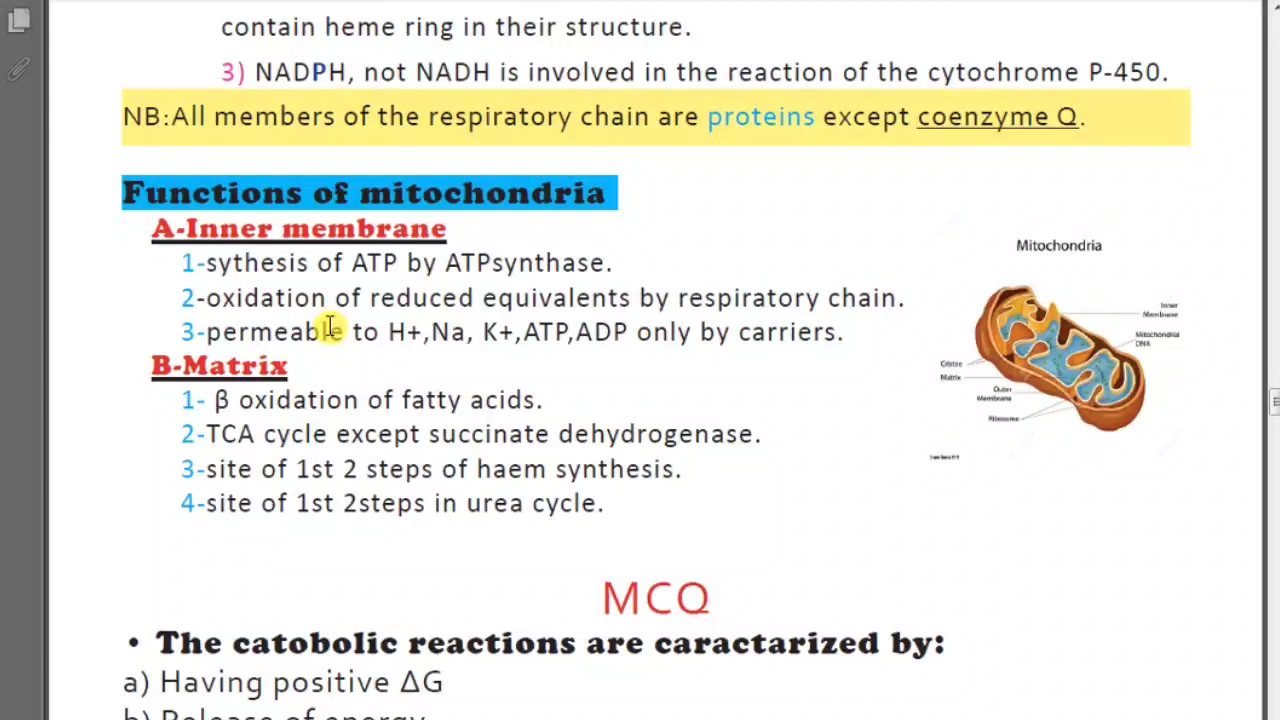 contain heme ring in their structure.
3) NADPH, not NADH is involved in the reaction of the cytochrome P-450.
NB:All members of the respiratory chain are proteins except coenzyme Q.
Functions of mitochondria
A-Inner membrane
1-sythesis of ATP by ATPsynthase.
2-oxidation of reduced equivalents by respiratory chain.
3-permeable to H+,Na, K+,ATP,ADP only by carriers.
B-Matrix
1- β oxidation of fatty acids.
2-TCA cycle except succinate dehydrogenase.
3-site of 1st 2 steps of haem synthesis.
4-site of 1st 2steps in urea cycle.
Mitochondria
Inner
Membrane
Mitochondrial
DNA
Cristae
Matrix
Outer
Membrane
Ribosome
MCQ
• The catobolic reactions are caractarized by:
a) Having positive ΔG
b) Release of energy